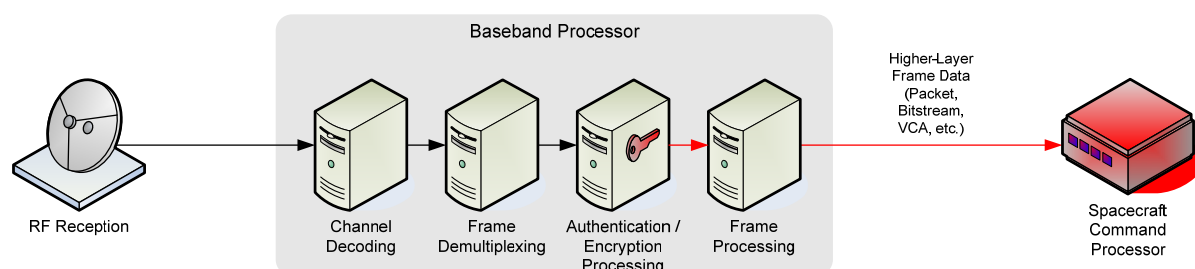 Baseband Processor
Higher-Layer
Frame Data
(Packet,
Bitstream,
VCA, etc.)
RF Reception
Channel
Decoding
Frame
Demultiplexing
Authentication /
Encryption
Processing
Frame
Processing
Spacecraft
Command
Processor